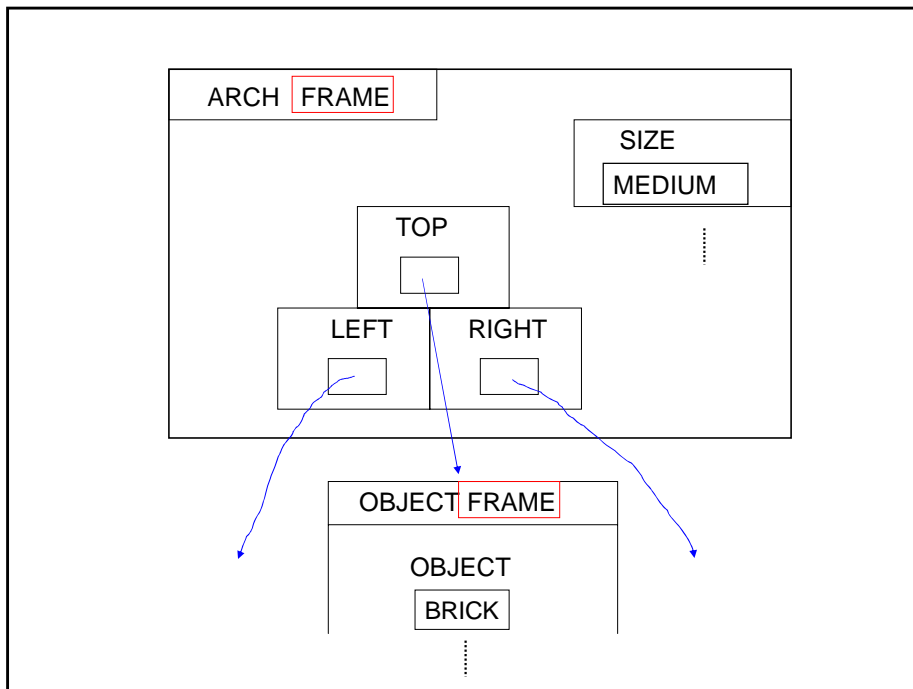 ARCH FRAME
SIZE
MEDIUM
TOP
LEFT RIGHT
OBJECT FRAME
OBJECT
BRICK